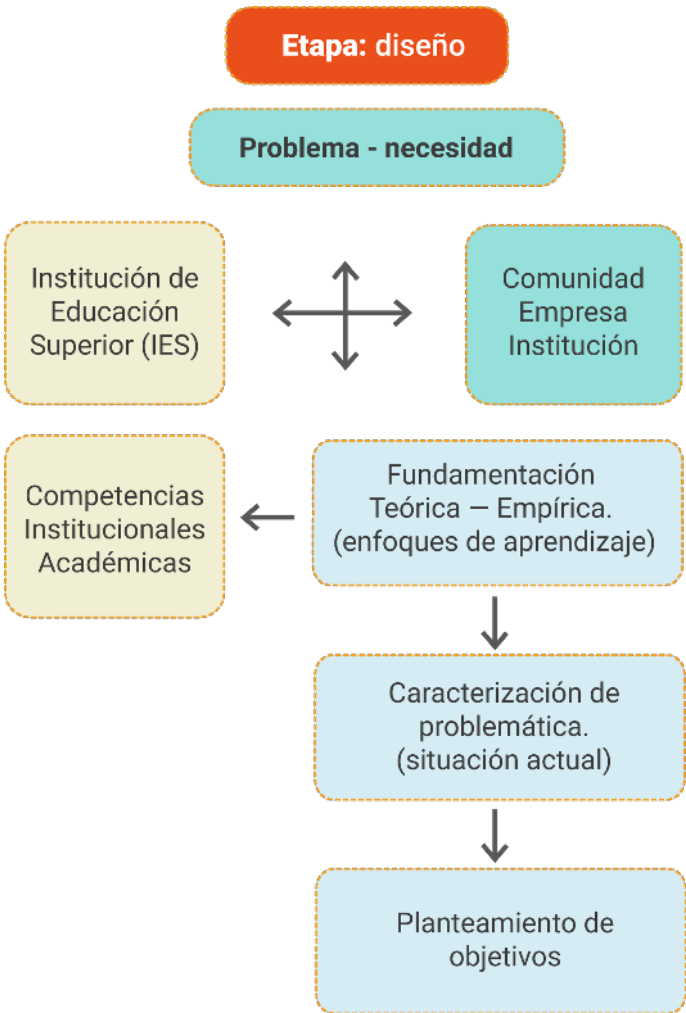 Etapa: diseño
Problema - necesidad
Institución de
Educación
Superior (IES)
Comunidad
Empresa
Institución
Competencias
Institucionales
Académicas
Fundamentación
Teórica — Empírica.
(enfoques de aprendizaje)
Caracterización de
problemática.
(situación actual)
Planteamiento de
objetivos